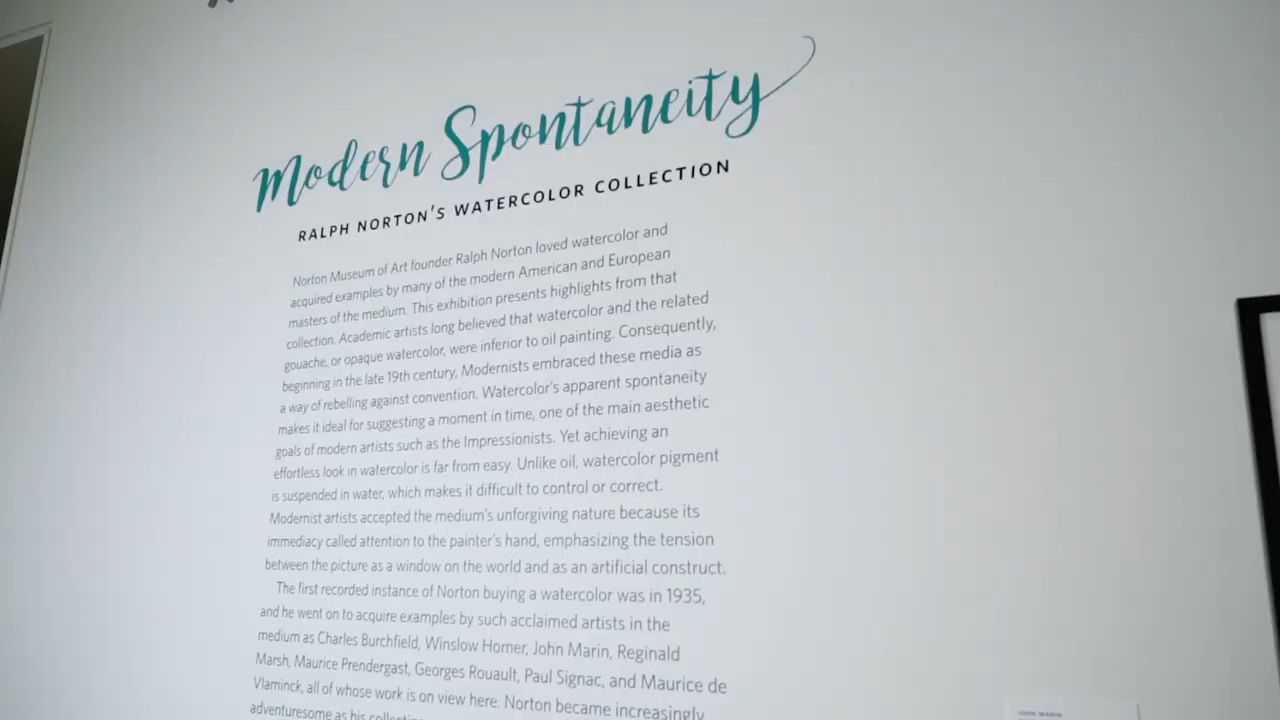 Modern Spontaneity
RALPH NORTON'S WATERCOLOR COLLECTION
Norton Museum of Art founder Ralph Norton loved watercolor and
acquired examples by many of the modern American and European
masters of the medium. This exhibition presents highlights from that
collection. Academic artists long believed that watercolor and the related
gouache, or opaque watercolor, were inferior to oil painting. Consequently,
beginning in the late 19th century, Modernists embraced these media as
a way of rebelling against convention. Watercolor's apparent spontaneity
makes it ideal for suggesting a moment in time, one of the main aesthetic
goals of modern artists such as the Impressionists. Yet achieving an
effortless look in watercolor is far from easy. Unlike oil, watercolor pigment
is suspended in water, which makes it difficult to control or correct.
Modernist artists accepted the medium's unforgiving nature because its
immediacy called attention to the painter's hand, emphasizing the tension
between the picture as a window on the world and as an artificial construct.
The first recorded instance of Norton buying a watercolor was in 1935,
and he went on to acquire examples by such acclaimed artists in the
medium as Charles Burchfield, Winslow Homer, John Marin, Reginald
Marsh, Maurice Prendergast, Georges Rouault, Paul Signac, and Maurice de
Vlaminck, all of whose work is on view here. Norton became increasingly
adventuresome as his
JOHN MARIN